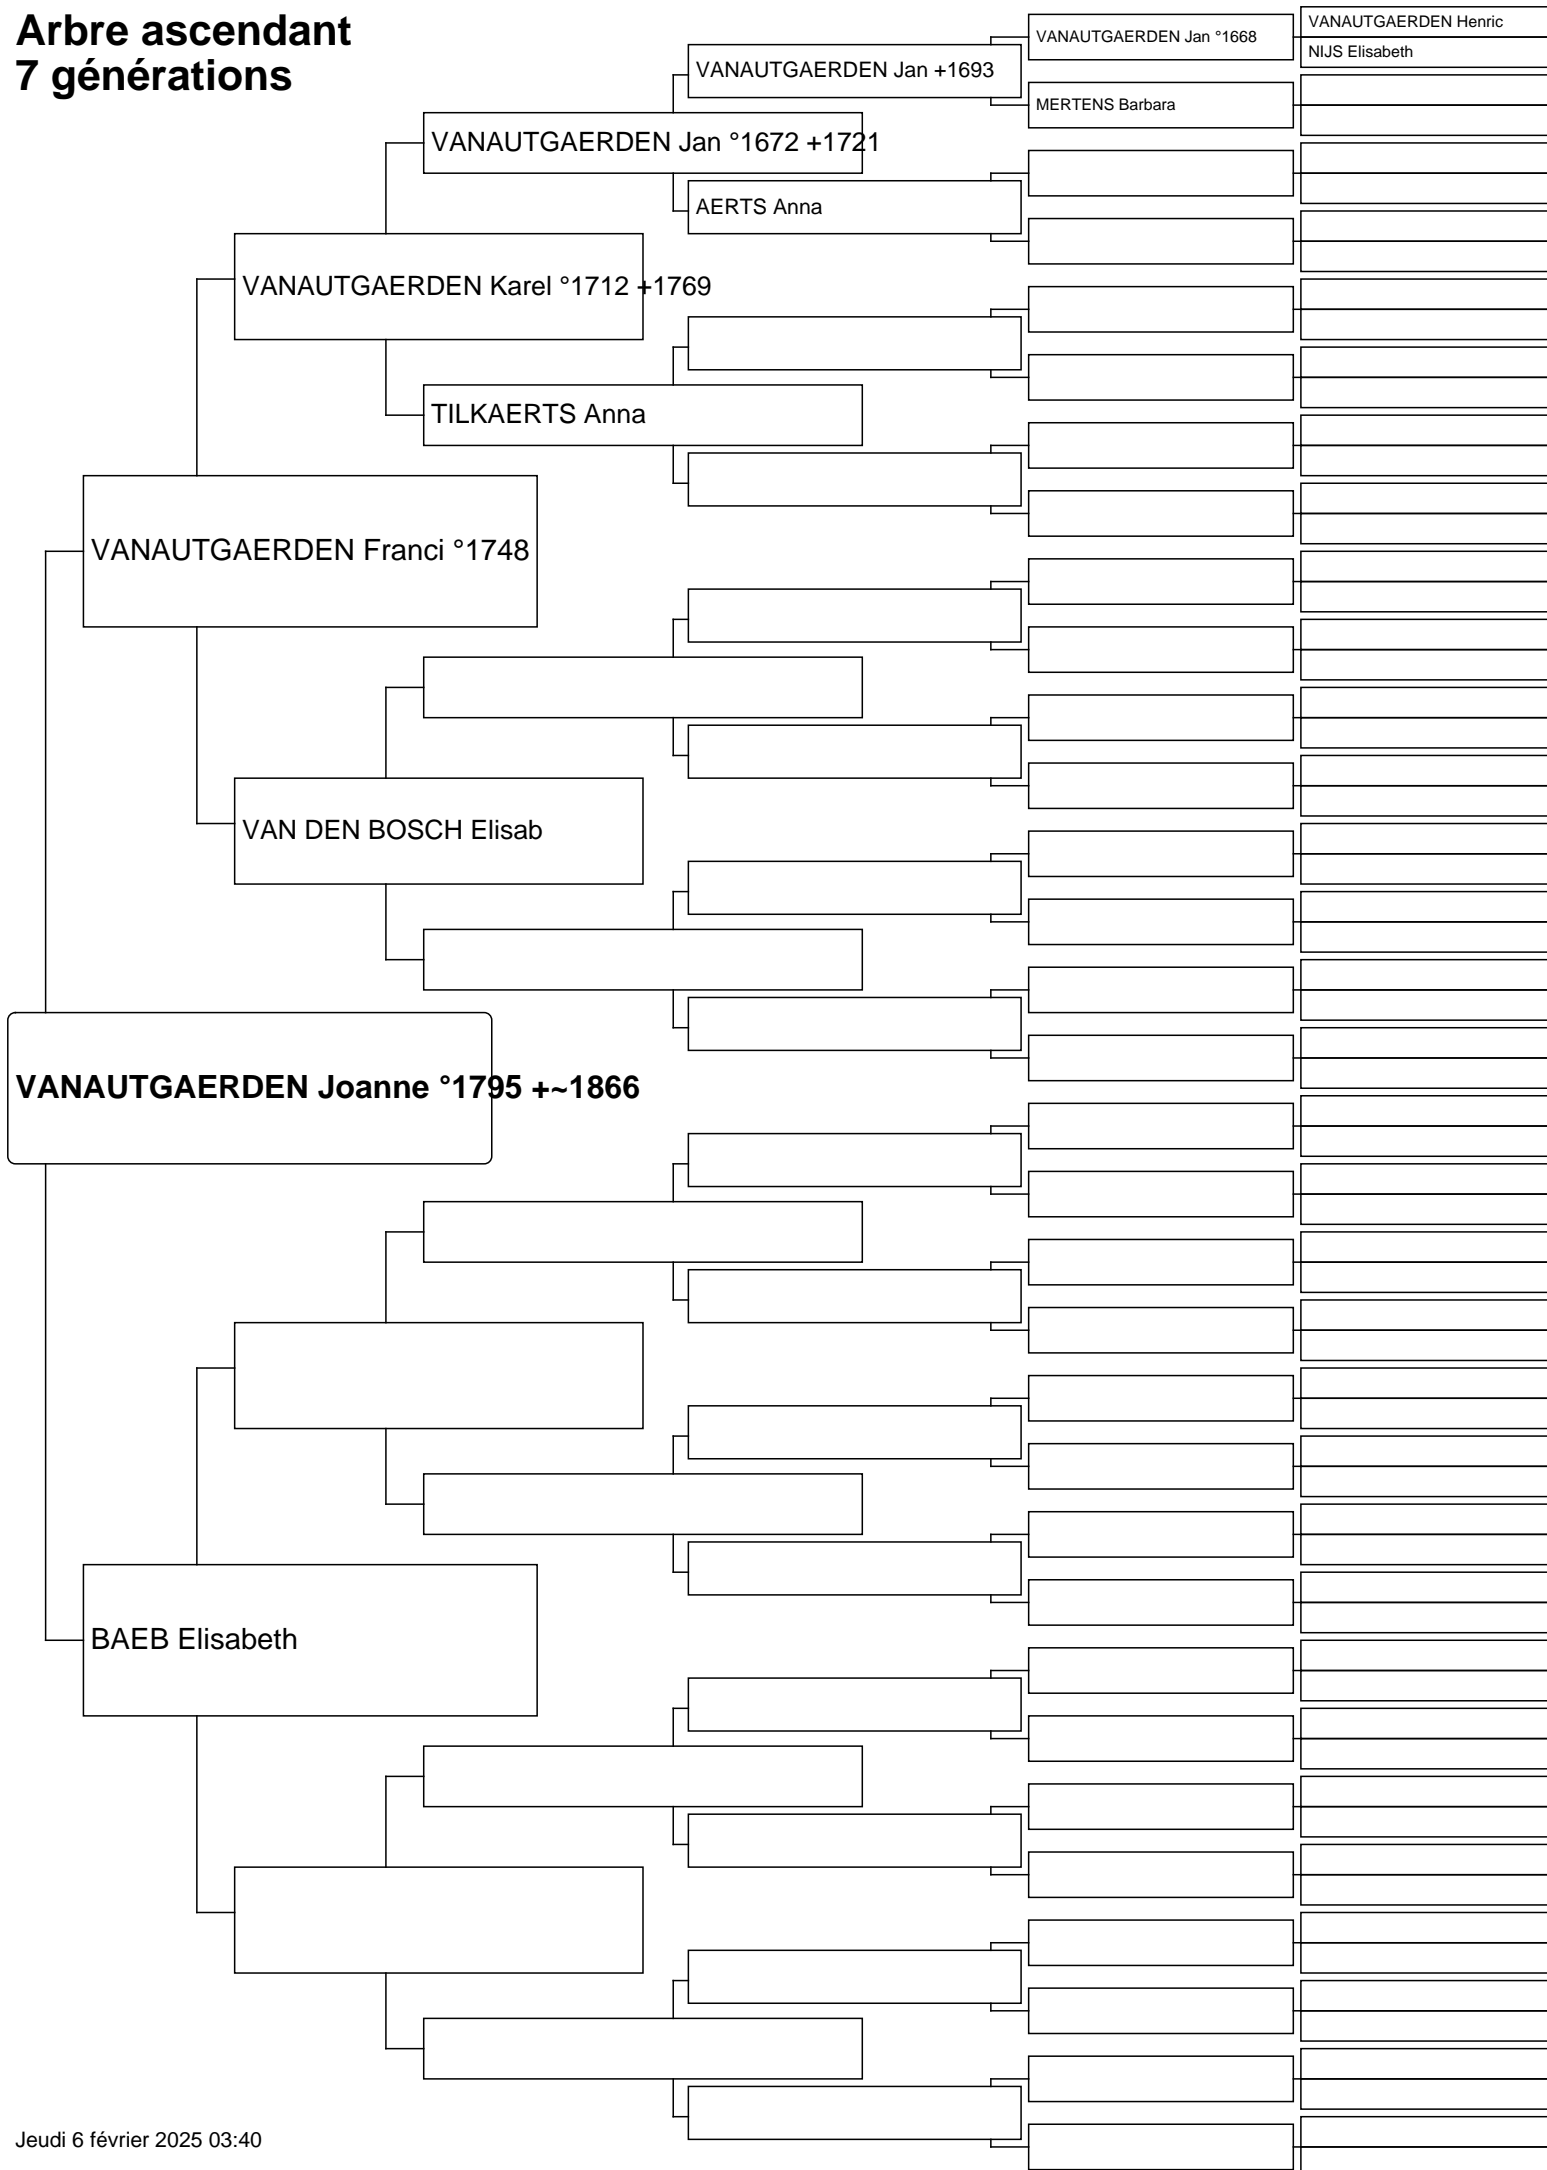 Arbre ascendant
7 générations
VANAUTGAERDEN Henric
VANAUTGAERDEN Jan °1668
NIJS Elisabeth
VANAUTGAERDEN Jan +1693
MERTENS Barbara
VANAUTGAERDEN Jan °1672 +1721
AERTS Anna
VANAUTGAERDEN Karel °1712 +1769
TILKAERTS Anna
VANAUTGAERDEN Franci °1748
VAN DEN BOSCH Elisab
VANAUTGAERDEN Joanne °1795 +~1866
BAEB Elisabeth
Jeudi 6 février 2025 03:40